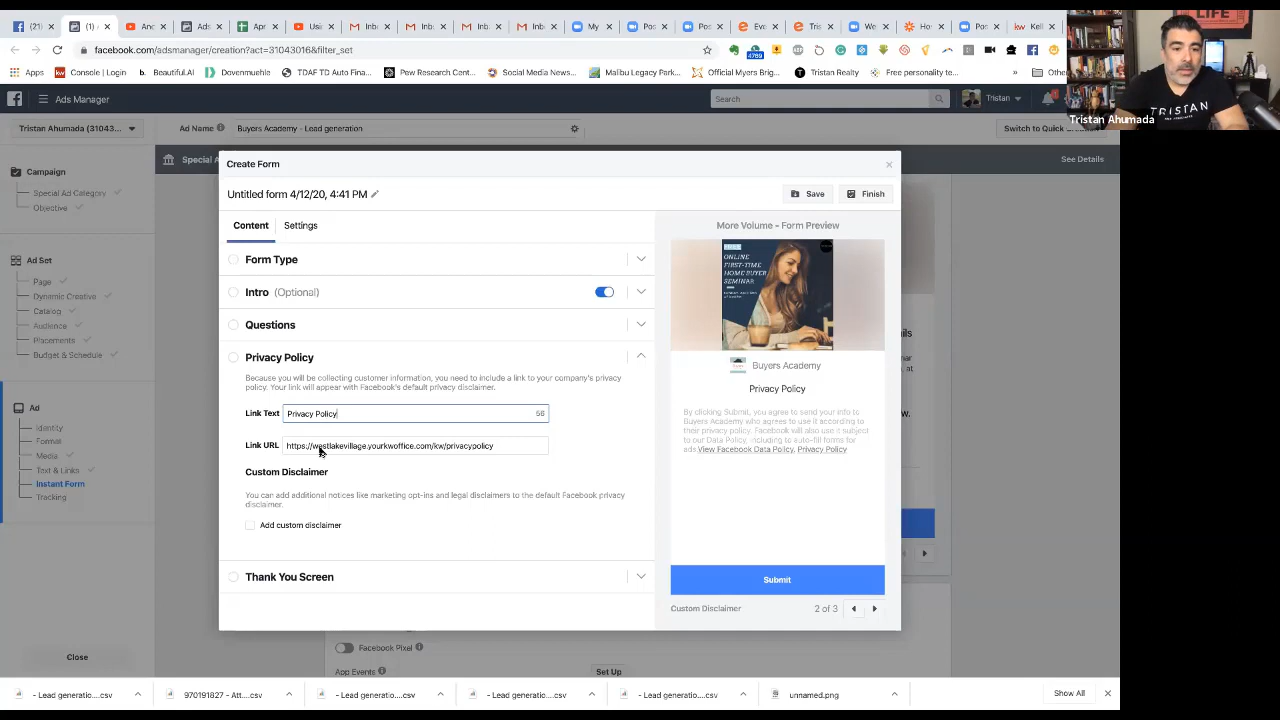 facebook.com/adsmanager/creation?act=31043016&filter_set
Apps
Console | Login
Beautiful.AI
Dovenmuehle
TDAF TD Auto Fina...
Pew Research Cent...
Social Media News...
Malibu Legacy Park...
Official Myers Brig...
Tristan Realty
Free personality te...
»
Ads Manager
Search
Tristan
Tristan Ahumada (31043...
Ad Name
Buyers Academy - Lead generation
Tristan Ahumada
TRISTAN
LIFE
See Details
Campaign
Special Ad Category
Objective
Ad Set
Page
Dynamic Creative
Catalog
Audience
Placements
Budget & Schedule
Ad
Identity
Format
Media
Text & Links
Instant Form
Tracking
Close
Create Form
Untitled form 4/12/20, 4:41 PM
Save
Finish
Content
Settings
Form Type
Intro (Optional)
Questions
Privacy Policy
Because you will be collecting customer information, you need to include a link to your company's privacy
policy. Your link will appear with Facebook's default privacy disclaimer.
Link Text
Privacy Policy
56
Link URL
https://westlakevillage.yourkwoffice.com/kw/privacypolicy
Custom Disclaimer
You can add additional notices like marketing opt-ins and legal disclaimers to the default Facebook privacy
disclaimer.
Add custom disclaimer
Thank You Screen
More Volume - Form Preview
FREE
ONLINE
FIRST-TIME
HOME BUYER
SEMINAR
Buyers Academy
Privacy Policy
By clicking Submit, you agree to send your info to
Buyers Academy who agrees to use it according to
their privacy policy. Facebook will also use it subject
to our Data Policy, including to auto-fill forms for
ads View Facebook Data Policy. Privacy Policy
Submit
Custom Disclaimer
2 of 3
Facebook Pixel
App Events
Set Up
- Lead generatio....csv
970191827 - Att....csv
- Lead generatio....csv
- Lead generatio....csv
- Lead generatio....csv
unnamed.png
Show All